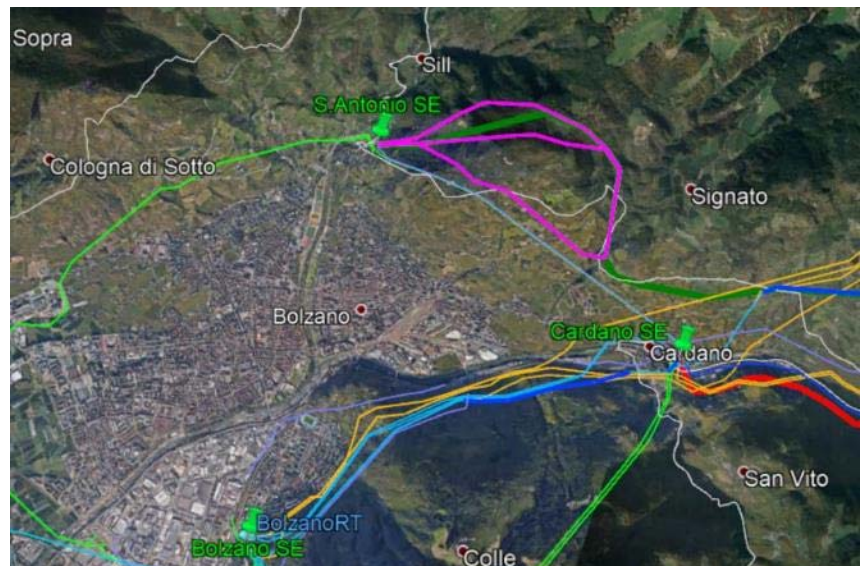 Sopra
Sill
S.Antonio SE
Cologna di Sotto
Signato
Bolzano
Cardano SE
Cardano
San Vito
BolzanoRT
Bolzano SE
Colle